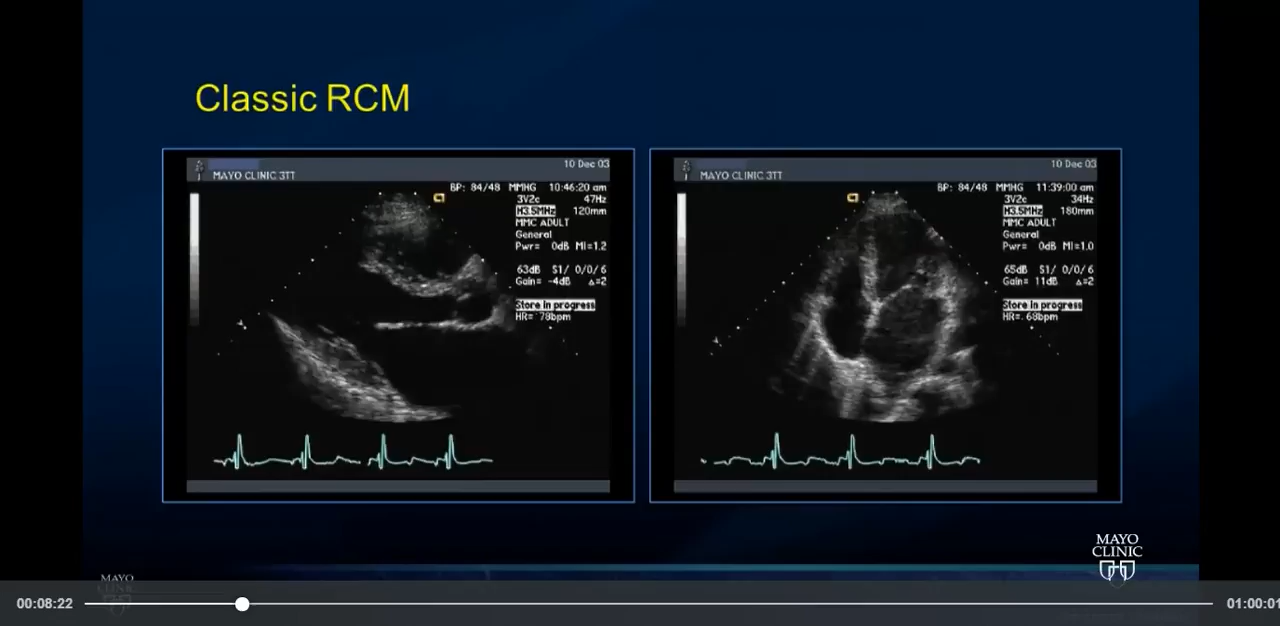 Classic RCM
10 Dec 03
MAYO CLINIC 3TT
BP: 84/48 MMHG 10:46:20 am
3V2c 47Hz
H3.5MHz 120mm
MMC ADULT
General
Pwr= 0dB MI=1.2
63dB S1/ 0/0/6
Gain= -4dB Δ=2
Store in progress
HR= 78bpm
10 Dec 03
MAYO CLINIC 3TT
BP: 84/48 MMHG 11:39:00 am
3V2c 34Hz
H3.5MHz 180mm
MMC ADULT
General
Pwr= 0dB MI=1.0
65dB S1/ 0/0/6
Gain= 11dB Δ=2
Store in progress
HR= 68bpm
MAYO
CLINIC
MAYO
CLINIC
00:08:22
01:00:01